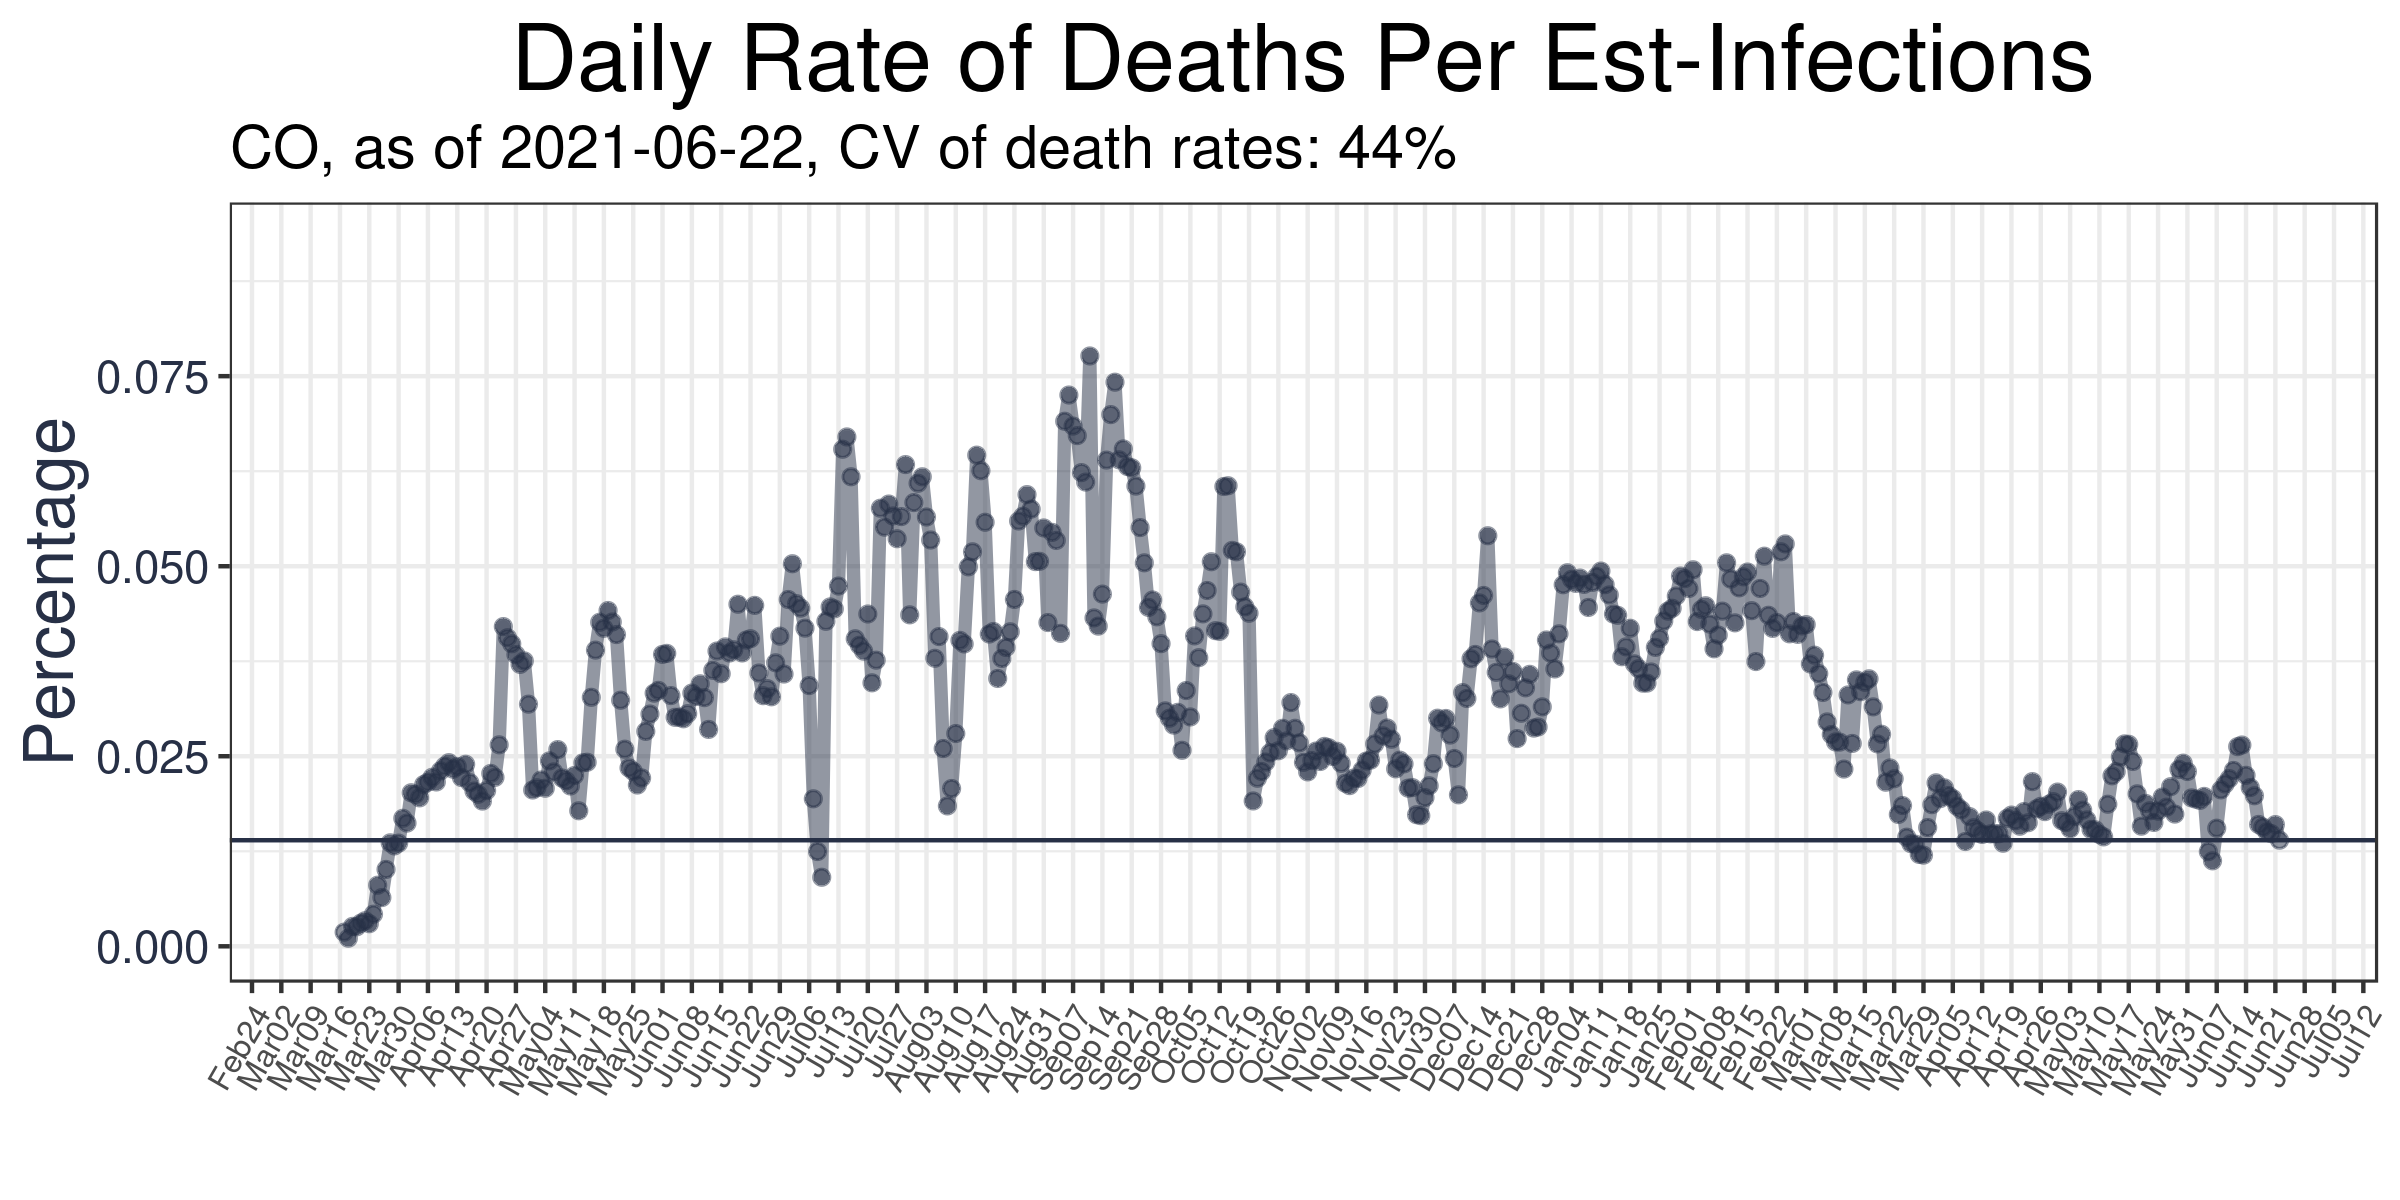 Daily Rate of Deaths Per Est-Infections
CO, as of 2021-06-22, CV of death rates: 44%
Percentage
0.075
0.050
0.025
0.000
Feb24
Mar02
Mar09
Mar16
Mar23
Mar30
Apr06
Apr13
Apr20
Apr27
May04
May11
May18
May25
Jun01
Jun08
Jun15
Jun22
Jun29
Jul06
Jul13
Jul20
Jul27
Aug03
Aug10
Aug17
Aug24
Aug31
Sep07
Sep14
Sep21
Sep28
Oct05
Oct12
Oct19
Oct26
Nov02
Nov09
Nov16
Nov23
Nov30
Dec07
Dec14
Dec21
Dec28
Jan04
Jan11
Jan18
Jan25
Feb01
Feb08
Feb15
Feb22
Mar01
Mar08
Mar15
Mar22
Mar29
Apr05
Apr12
Apr19
Apr26
May03
May10
May17
May24
May31
Jun07
Jun14
Jun21
Jun28
Jul05
Jul12